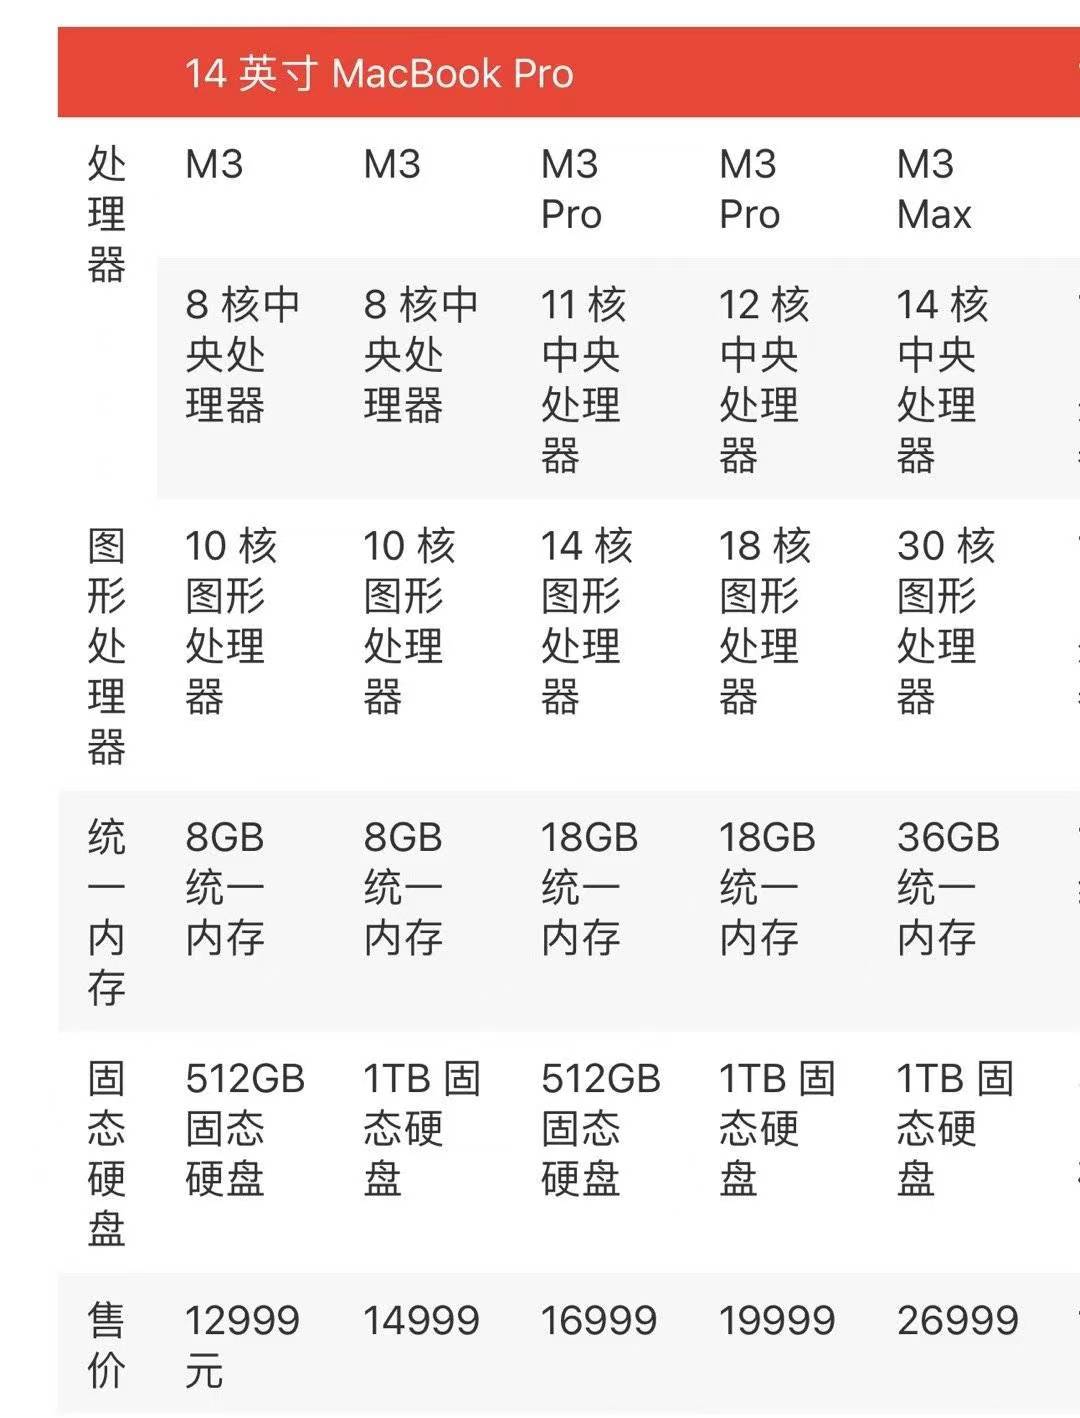 14 英寸 MacBook Pro
处理器
M3
M3
M3 Pro
M3 Pro
M3 Max
8 核中央处理器
8 核中央处理器
11 核中央处理器
12 核中央处理器
14 核中央处理器
图形处理器
10 核图形处理器
10 核图形处理器
14 核图形处理器
18 核图形处理器
30 核图形处理器
统一内存
8GB 统一内存
8GB 统一内存
18GB 统一内存
18GB 统一内存
36GB 统一内存
固态硬盘
512GB 固态硬盘
1TB 固态硬盘
512GB 固态硬盘
1TB 固态硬盘
1TB 固态硬盘
售价
12999 元
14999
16999
19999
26999